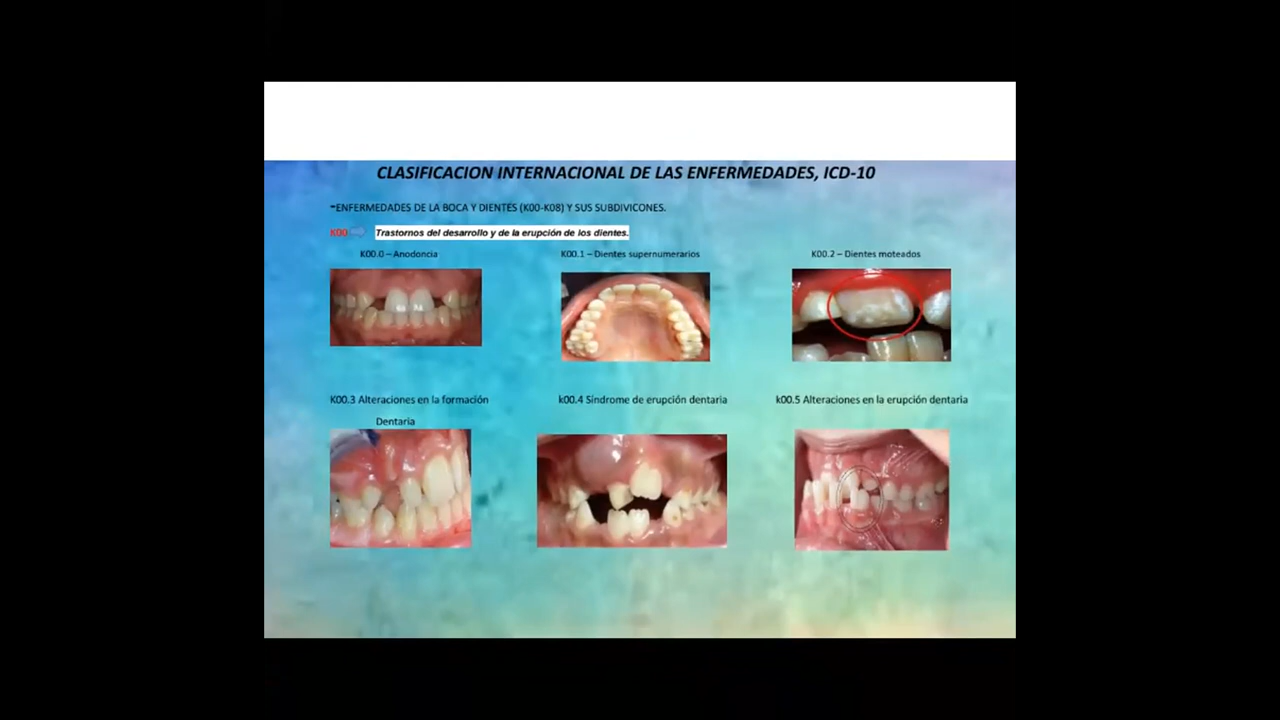 CLASIFICACION INTERNACIONAL DE LAS ENFERMEDADES, ICD-10
-ENFERMEDADES DE LA BOCA Y DIENTES (K00-K08) Y SUS SUBDIVICONES.
K00 Trastornos del desarrollo y de la erupción de los dientes.
K00.0 – Anodoncia K00.1 – Dientes supernumerarios K00.2 – Dientes moteados
K00.3 Alteraciones en la formación k00.4 Síndrome de erupción dentaria k00.5 Alteraciones en la erupción dentaria
Dentaria